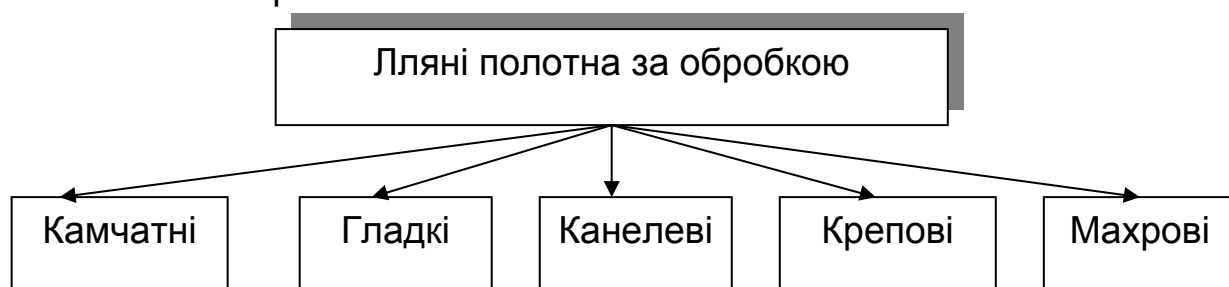 Лляні полотна за обробкою
Камчатні
Гладкі
Канелеві
Крепові
Махрові